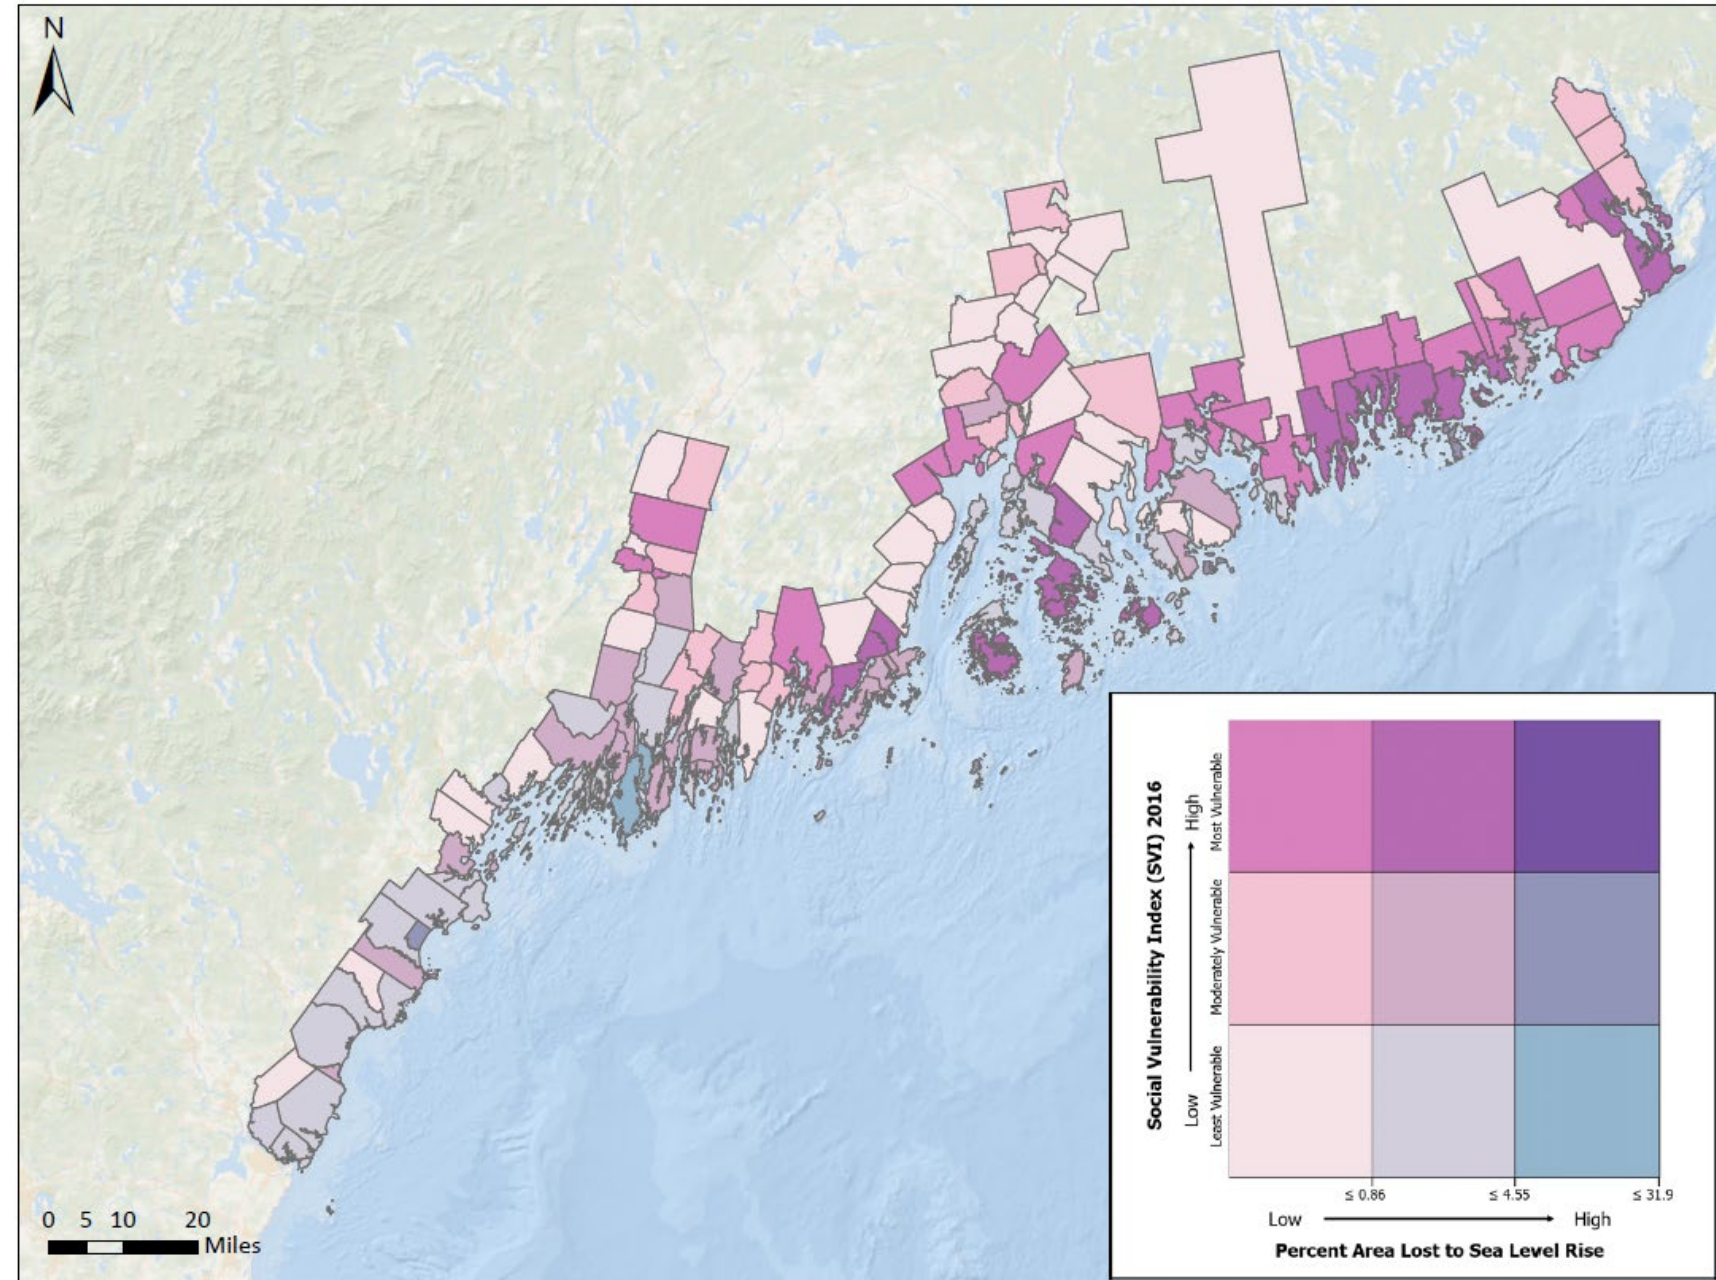 N
0 5 10 20
Miles
Social Vulnerability Index (SVI) 2016
Low High
Least Vulnerable Moderately Vulnerable Most Vulnerable
≤ 0.86 ≤ 4.55 ≤ 31.9
Low High
Percent Area Lost to Sea Level Rise